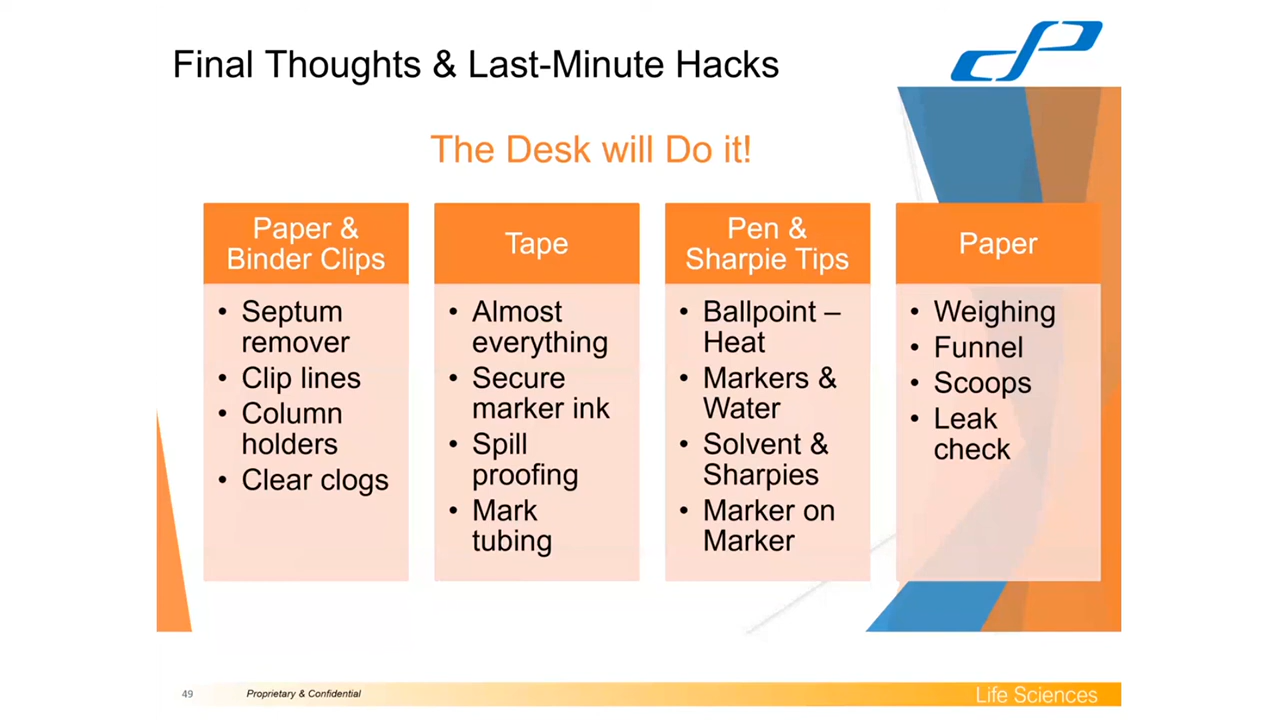 Final Thoughts & Last-Minute Hacks
The Desk will Do it!
Paper &
Binder Clips
• Septum
remover
• Clip lines
• Column
holders
• Clear clogs
Tape
• Almost
everything
• Secure
marker ink
• Spill
proofing
• Mark
tubing
Pen &
Sharpie Tips
• Ballpoint –
Heat
• Markers &
Water
• Solvent &
Sharpies
• Marker on
Marker
Paper
• Weighing
• Funnel
• Scoops
• Leak
check
49
Proprietary & Confidential
Life Sciences